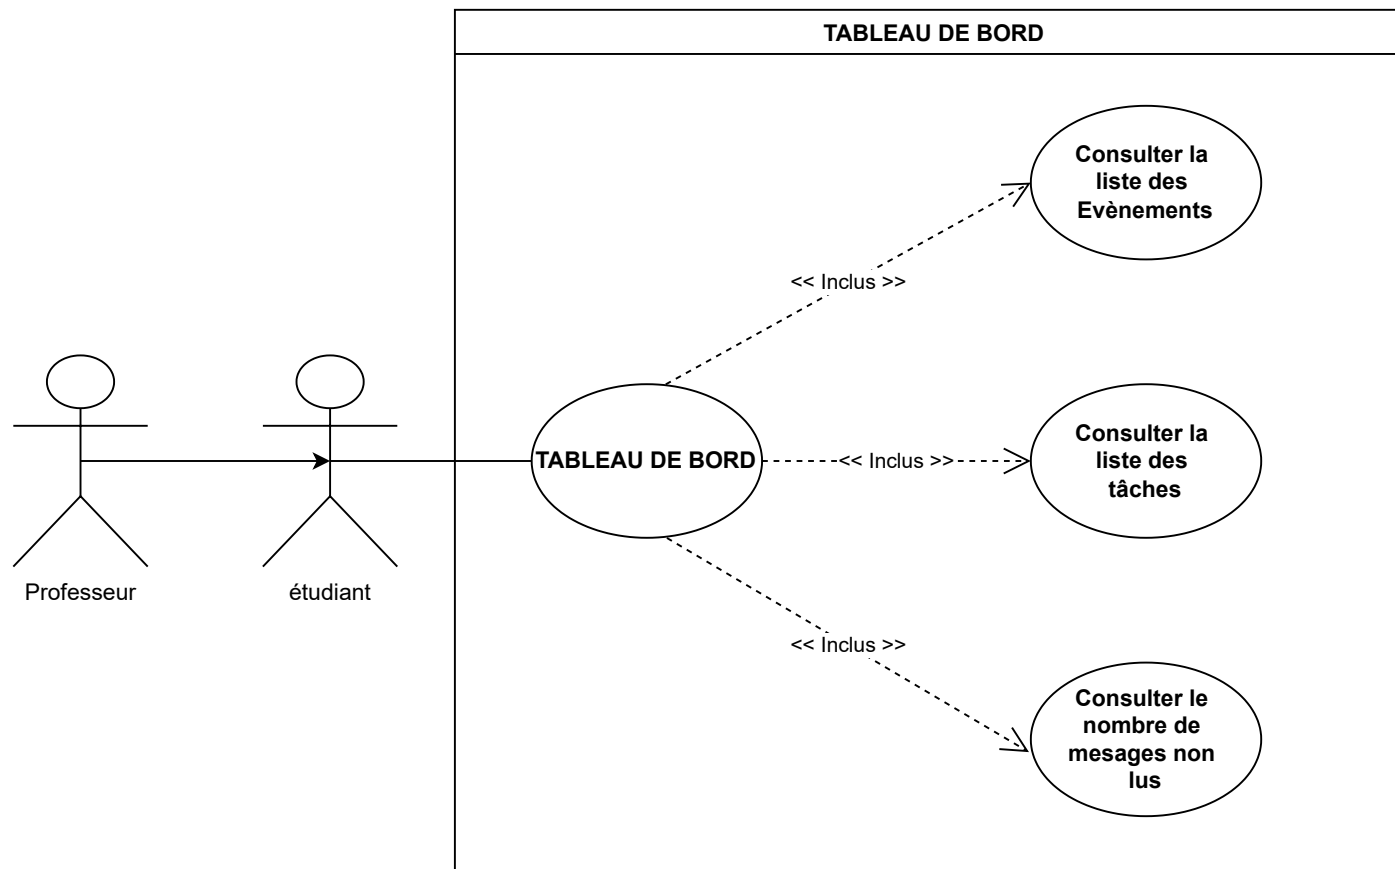 TABLEAU DE BORD
Consulter la
liste des
Evènements
<< Inclus >>
TABLEAU DE BORD
<< Inclus >>
Consulter la
liste des
tâches
Professeur
étudiant
<< Inclus >>
Consulter le
nombre de
mesages non
lus